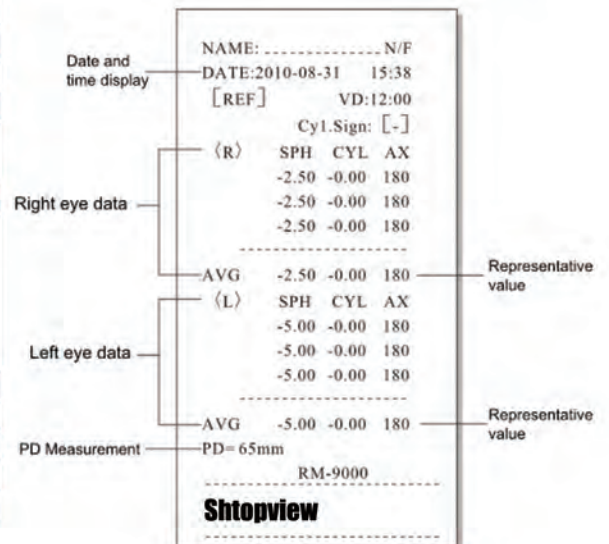 NAME: N/F
Date and time display
DATE:2010-08-31 15:38
[REF] VD:12:00
Cy1.Sign: [-]
Right eye data
〈R〉 SPH CYL AX
-2.50 -0.00 180
-2.50 -0.00 180
-2.50 -0.00 180
AVG -2.50 -0.00 180
Representative value
Left eye data
〈L〉 SPH CYL AX
-5.00 -0.00 180
-5.00 -0.00 180
-5.00 -0.00 180
AVG -5.00 -0.00 180
Representative value
PD Measurement
PD=65mm
RM-9000
Shtopview